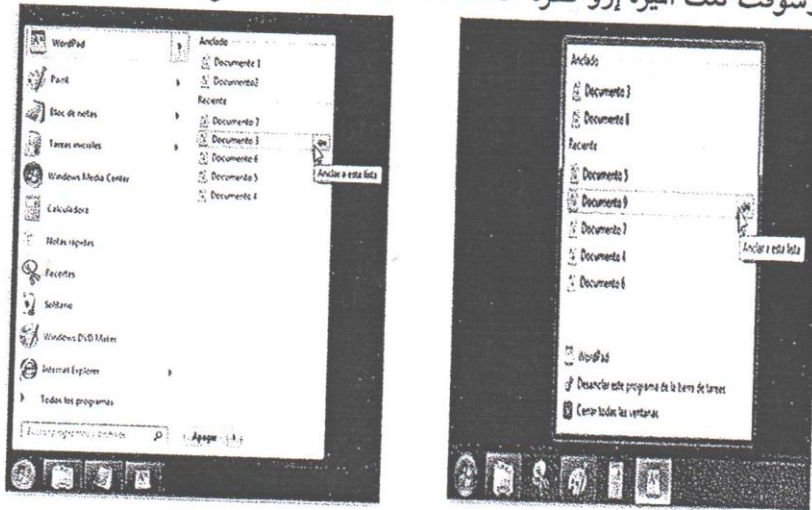 WordPad
Paint
Bloc de notas
Tareas iniciales
Windows Media Center
Calculadora
Notas rápidas
Recortes
Solitario
Windows DVD Maker
Internet Explorer
Todos los programas
Apagar
Anclado
Documento 1
Documento2
Reciente
Documento 7
Documento 3
Documento 6
Documento 5
Documento 4
Anclar a esta lista
Anclado
Documento 3
Documento 8
Reciente
Documento 5
Documento 9
Documento 7
Documento 4
Documento 6
Anclar a esta lista
WordPad
Desanclar este programa de la barra de tareas
Cerrar todas las ventanas